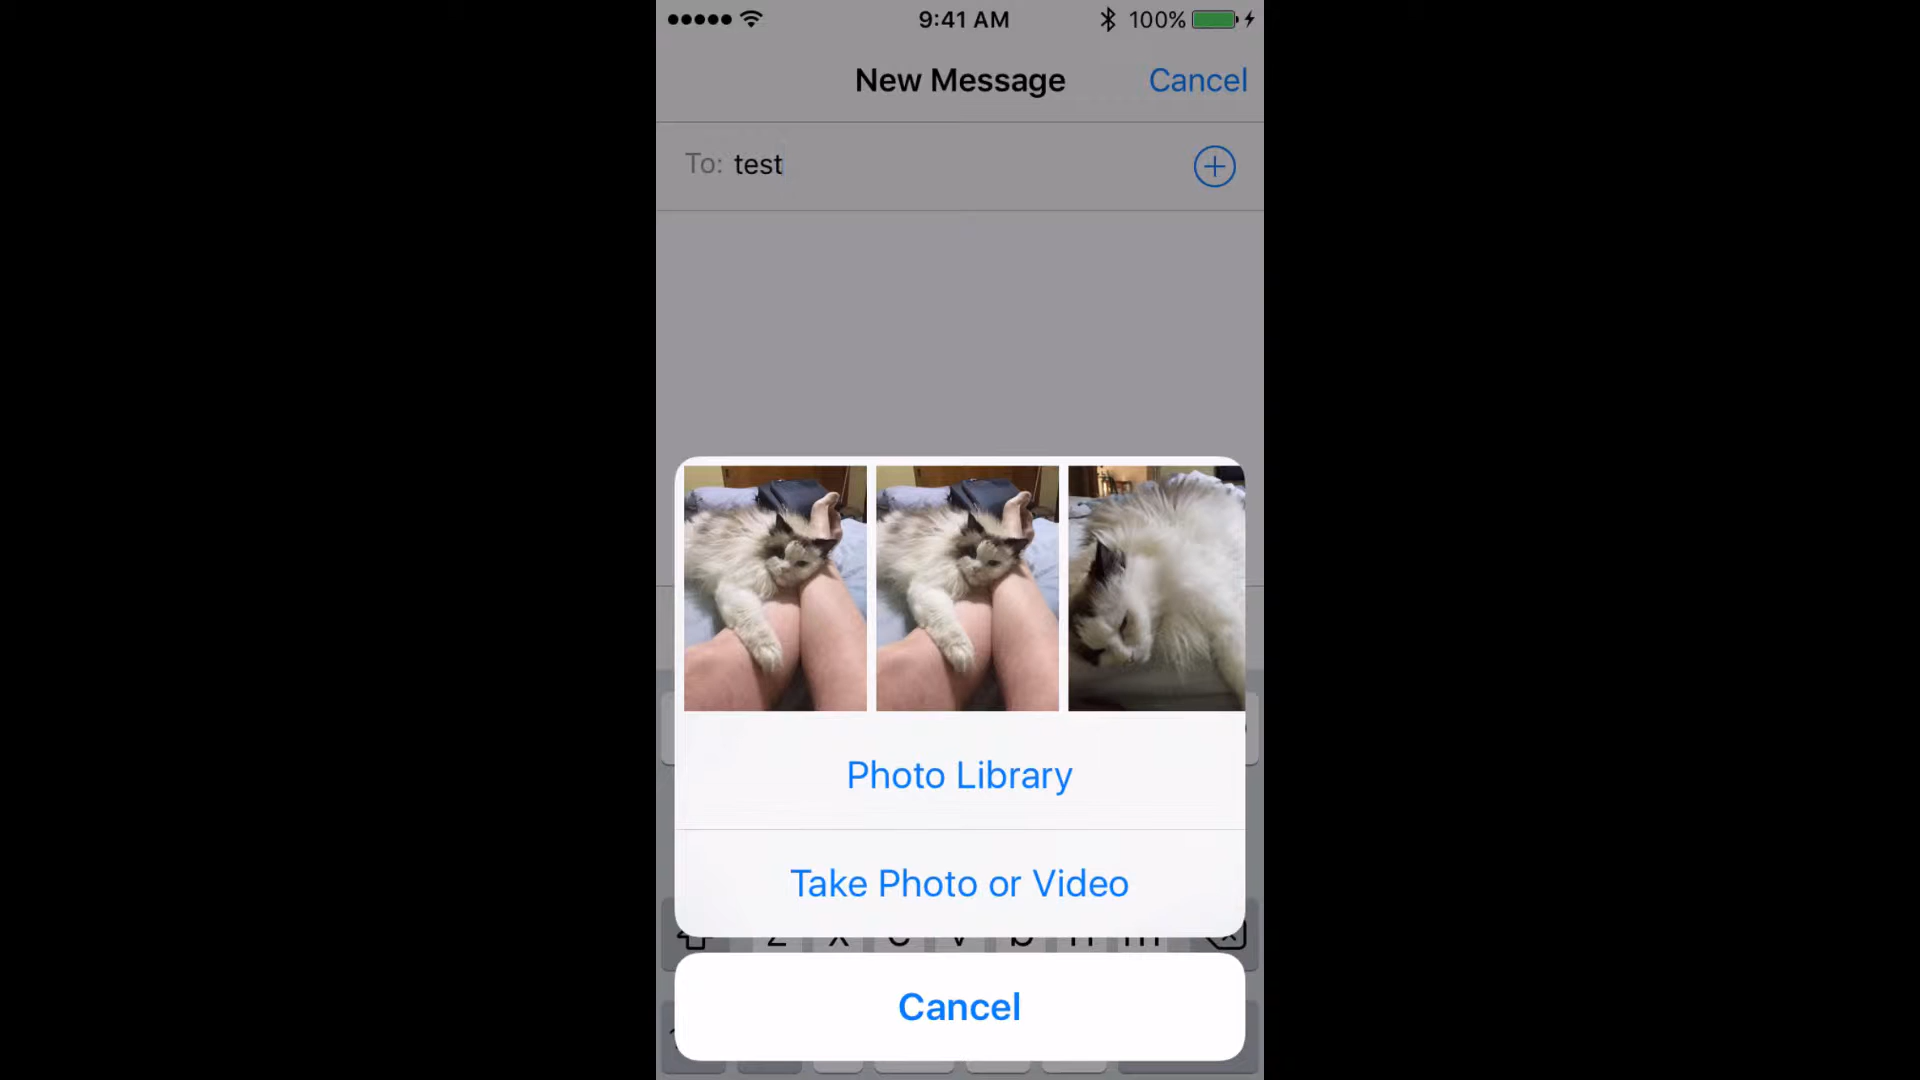 9:41 AM 100%
New Message Cancel
To: test
Photo Library
Take Photo or Video
z x c v b n m
Cancel